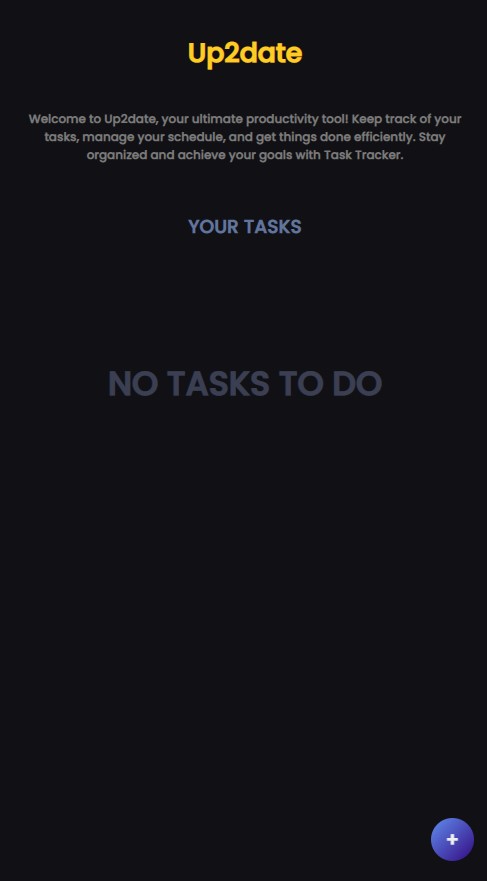 Up2date
Welcome to Up2date, your ultimate productivity tool! Keep track of your
tasks, manage your schedule, and get things done efficiently. Stay
organized and achieve your goals with Task Tracker.
YOUR TASKS
NO TASKS TO DO
+